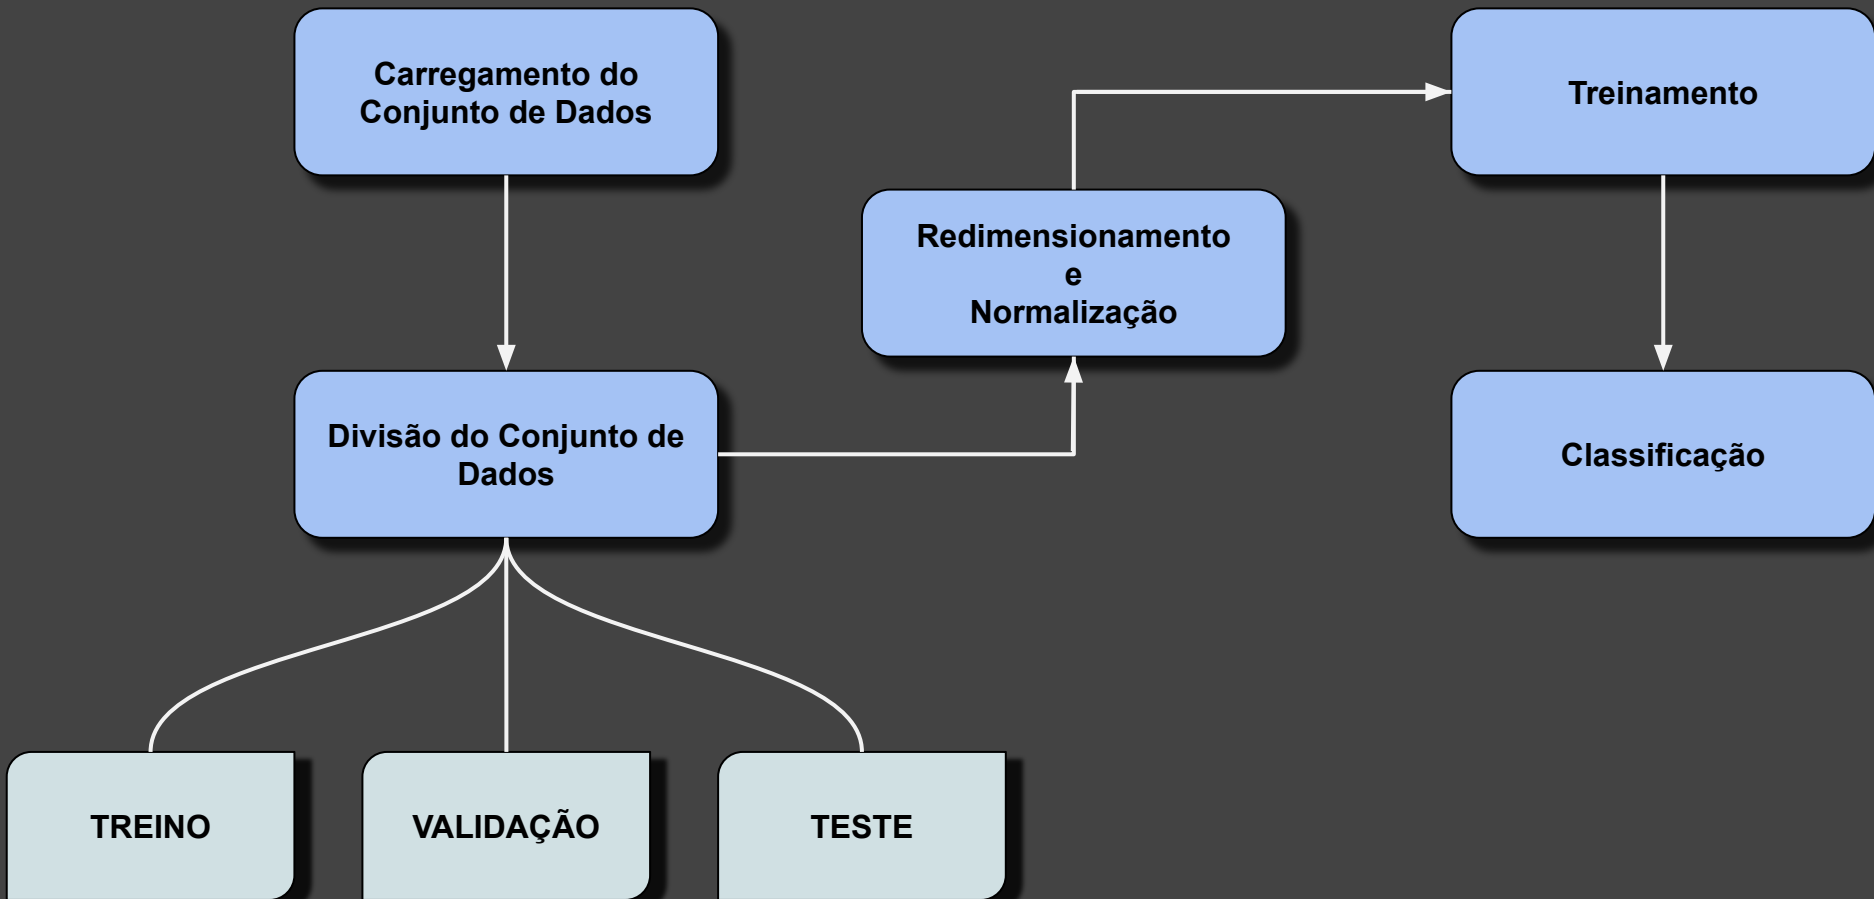 Carregamento do
Conjunto de Dados
Divisão do Conjunto de
Dados
TREINO
VALIDAÇÃO
TESTE
Redimensionamento
e
Normalização
Treinamento
Classificação